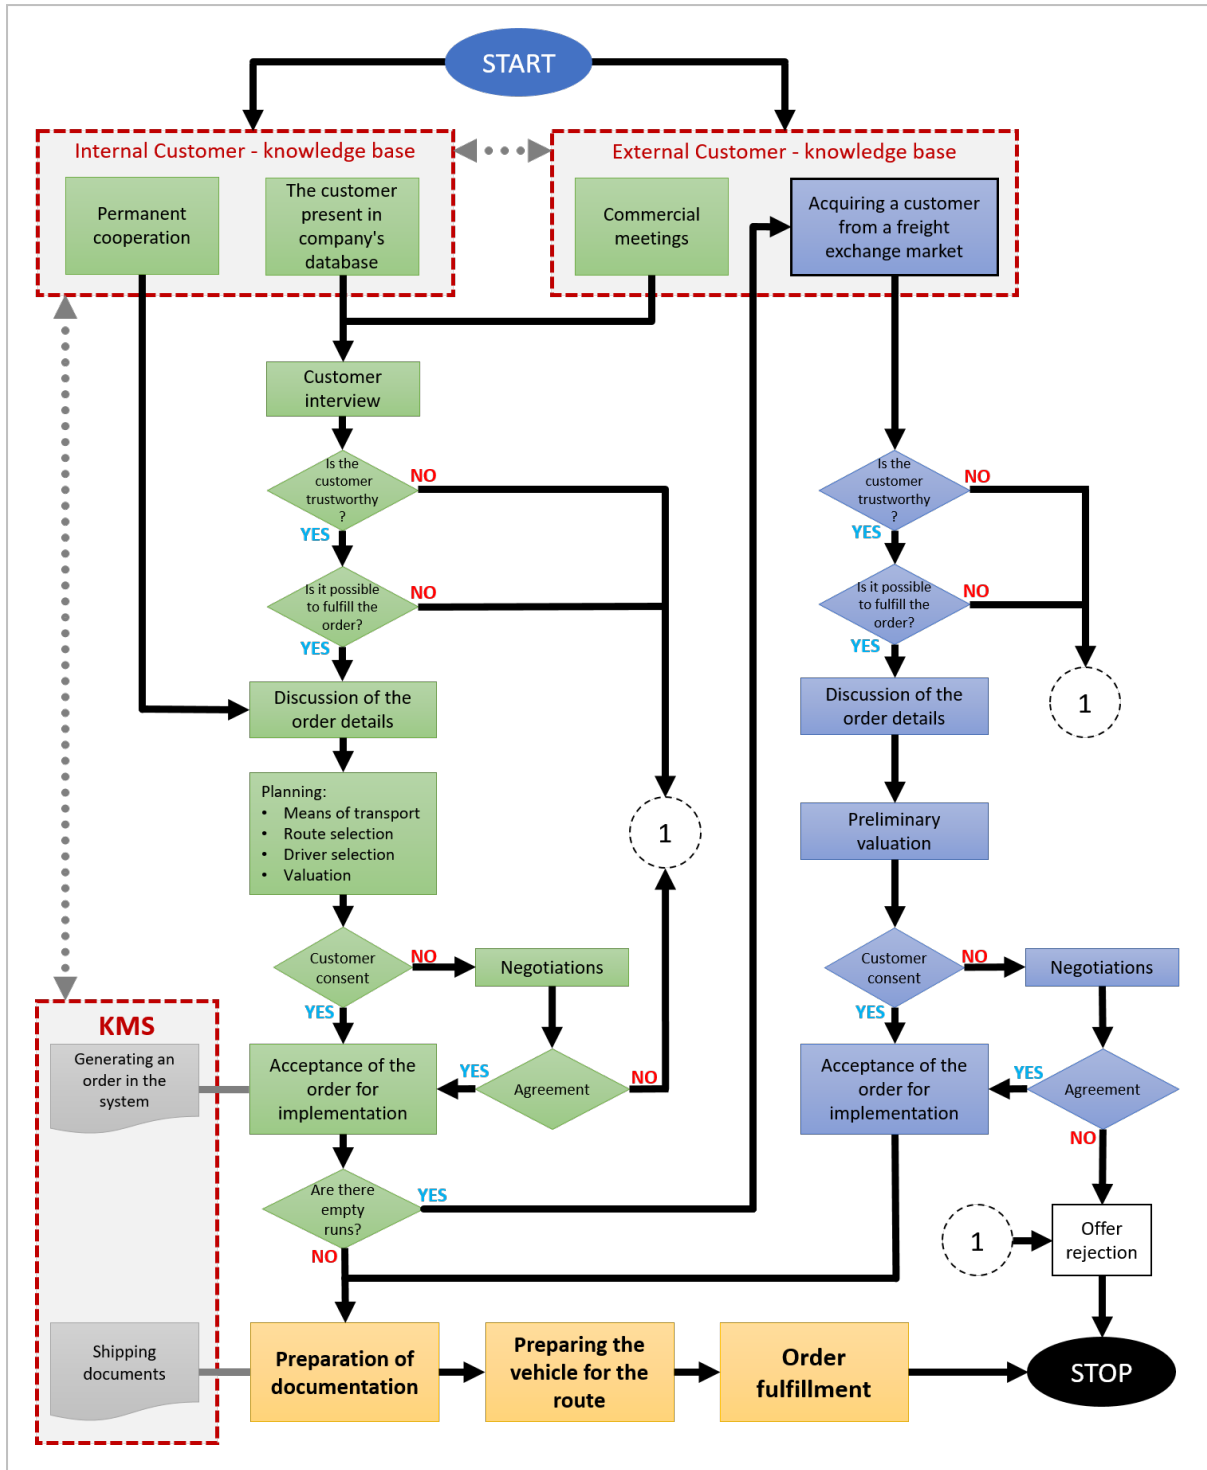 START
Internal Customer - knowledge base
External Customer - knowledge base
Permanent
cooperation
The customer
present in
company's
database
Commercial
meetings
Acquiring a customer
from a freight
exchange market
Customer
interview
Is the
customer
trustworthy
?
NO
YES
Is the
customer
trustworthy
?
NO
YES
Is it possible
to fulfill the
order?
NO
YES
Is it possible
to fulfill the
order?
NO
YES
Discussion of the
order details
Discussion of the
order details
1
Planning:
• Means of transport
• Route selection
• Driver selection
• Valuation
1
Preliminary
valuation
Customer
consent
NO
YES
Negotiations
Customer
consent
NO
YES
Negotiations
KMS
Generating an
order in the
system
Acceptance of the
order for
implementation
YES
Agreement
NO
Acceptance of the
order for
implementation
YES
Agreement
NO
Are there
empty
runs?
YES
NO
1
Offer
rejection
Shipping
documents
Preparation of
documentation
Preparing the
vehicle for the
route
Order
fulfillment
STOP